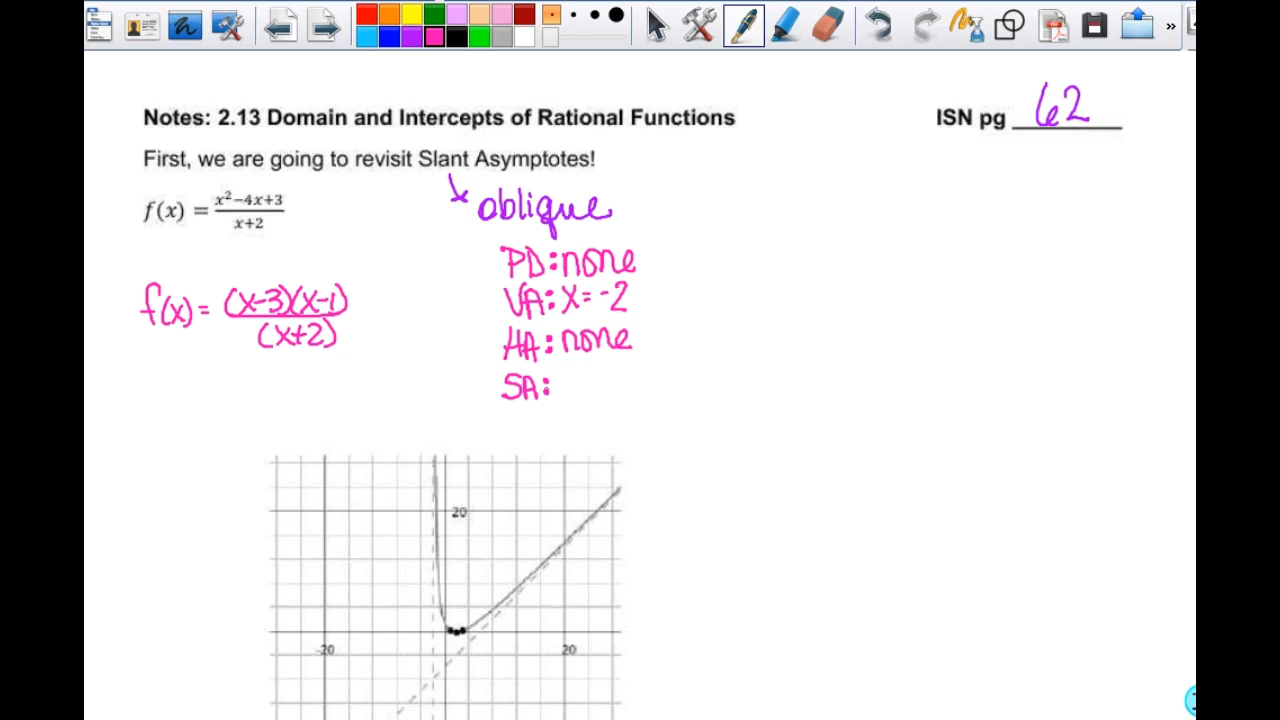 Notes: 2.13 Domain and Intercepts of Rational Functions
ISN pg 62
First, we are going to revisit Slant Asymptotes!
oblique
f(x) = x²−4x+3 / x+2
PD: none
f(x) = (x-3)(x-1) / (x+2)
VA: x = -2
HA: none
SA:
20
-20 20